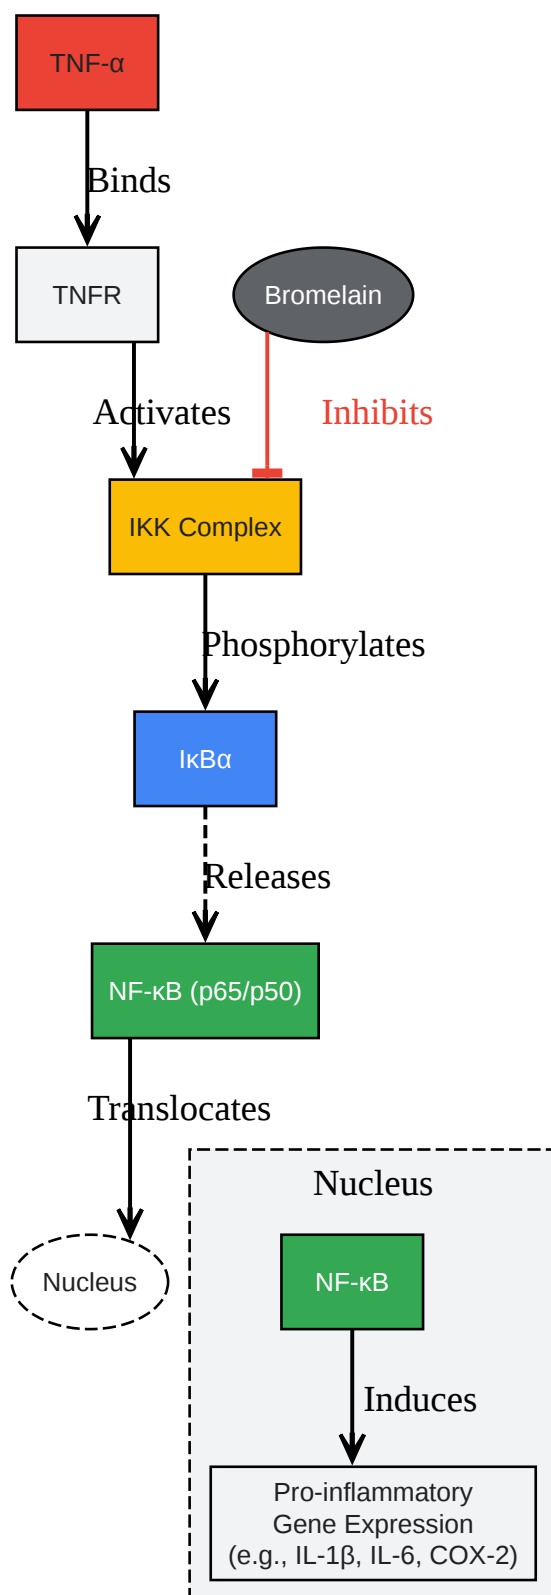 TNF-α
Binds
TNFR
Bromelain
Activates
Inhibits
IKK Complex
Phosphorylates
IκBα
Releases
NF-κB (p65/p50)
Translocates
Nucleus
Nucleus
NF-κB
Induces
Pro-inflammatory
Gene Expression
(e.g., IL-1β, IL-6, COX-2)